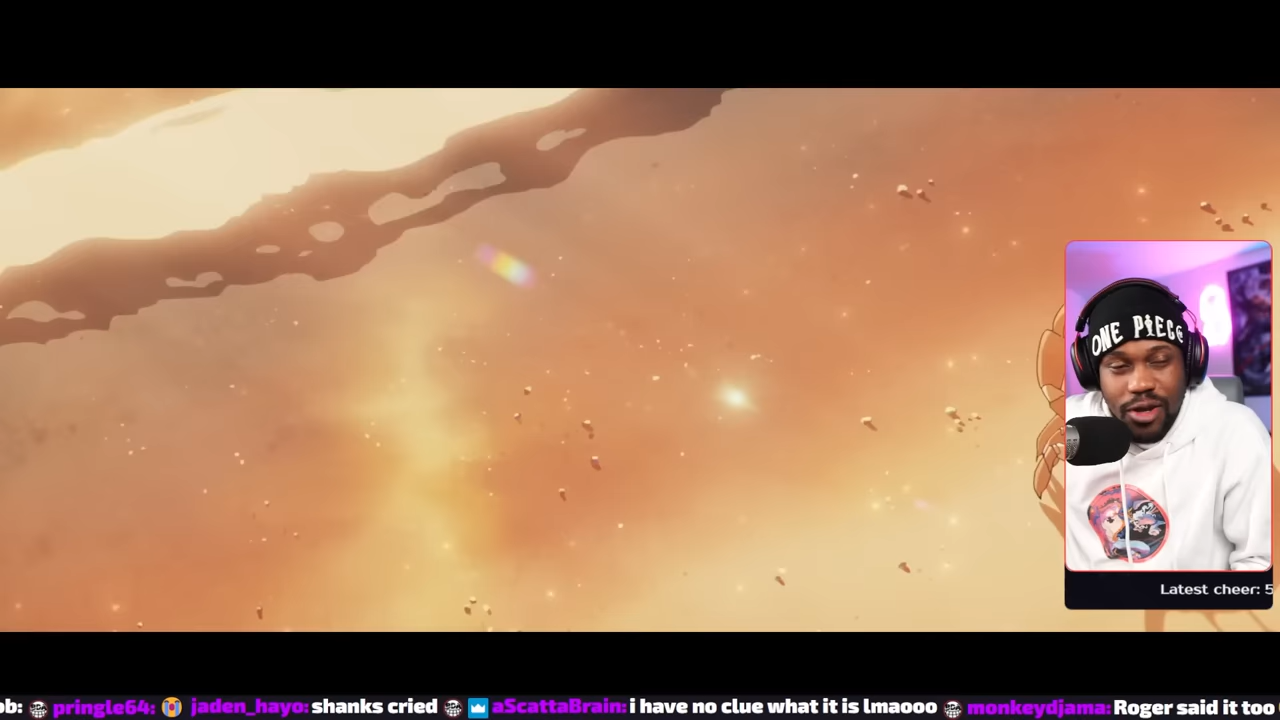 ONE PIECE
Latest cheer: 5
ob: pringle64: jaden_hayo: shanks cried aScattaBrain: i have no clue what it is lmaooo monkeydjama: Roger said it too